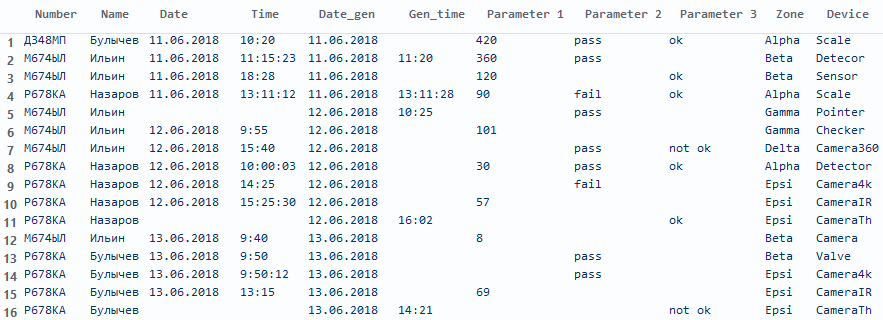 Number Name Date Time Date_gen Gen_time Parameter 1 Parameter 2 Parameter 3 Zone Device
1 Д348МП Булычев 11.06.2018 10:20 11.06.2018 420 pass ok Alpha Scale
2 М674ЫЛ Ильин 11.06.2018 11:15:23 11.06.2018 11:20 360 pass Beta Detecor
3 М674ЫЛ Ильин 11.06.2018 18:28 11.06.2018 120 ok Beta Sensor
4 Р678КА Назаров 11.06.2018 13:11:12 11.06.2018 13:11:28 90 fail ok Alpha Scale
5 М674ЫЛ Ильин 12.06.2018 10:25 pass Gamma Pointer
6 М674ЫЛ Ильин 12.06.2018 9:55 12.06.2018 101 Gamma Checker
7 М674ЫЛ Ильин 12.06.2018 15:40 12.06.2018 pass not ok Delta Camera360
8 Р678КА Назаров 12.06.2018 10:00:03 12.06.2018 30 pass ok Alpha Detector
9 Р678КА Назаров 12.06.2018 14:25 12.06.2018 fail Epsi Camera4k
10 Р678КА Назаров 12.06.2018 15:25:30 12.06.2018 57 Epsi CameraIR
11 Р678КА Назаров 12.06.2018 16:02 ok Epsi CameraTh
12 М674ЫЛ Ильин 13.06.2018 9:40 13.06.2018 8 Beta Camera
13 Р678КА Булычев 13.06.2018 9:50 13.06.2018 pass Beta Valve
14 Р678КА Булычев 13.06.2018 9:50:12 13.06.2018 pass Epsi Camera4k
15 Р678КА Булычев 13.06.2018 13:15 13.06.2018 69 Epsi CameraIR
16 Р678КА Булычев 13.06.2018 14:21 not ok Epsi CameraTh